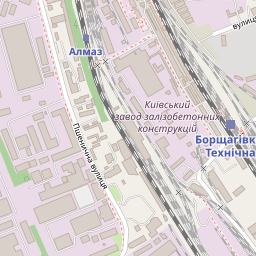 вулиця
Алмаз
Київський
завод залізобетонних
конструкцій
Борщагівка
Технічна
Пшенична вулиця